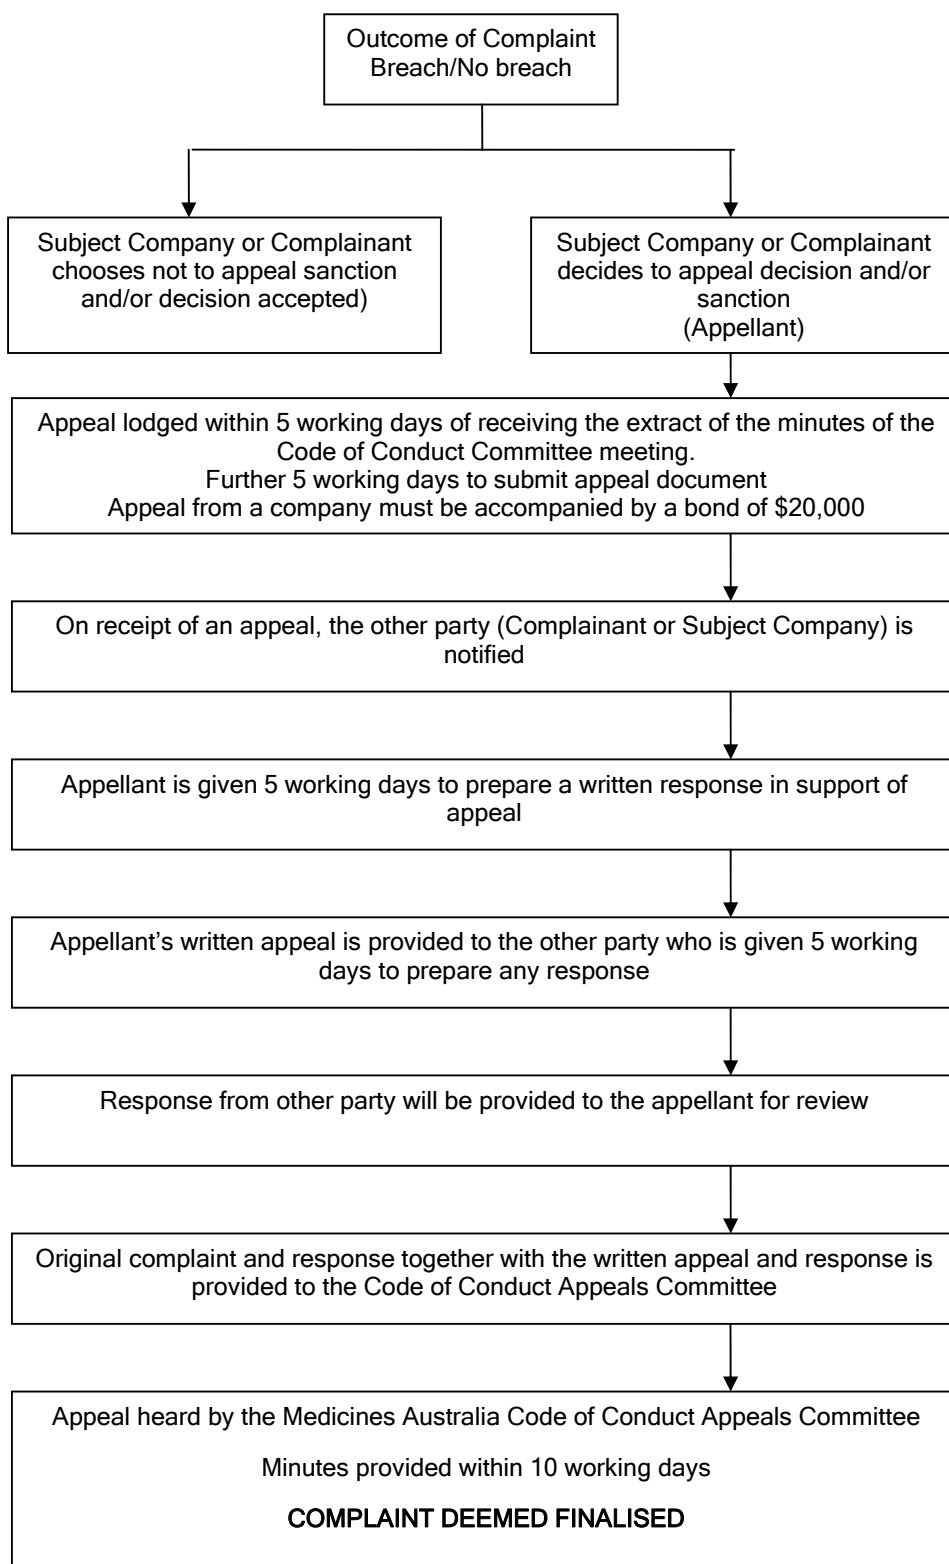 Outcome of Complaint
Breach/No breach
Subject Company or Complainant
chooses not to appeal sanction
and/or decision accepted)
Subject Company or Complainant
decides to appeal decision and/or
sanction
(Appellant)
Appeal lodged within 5 working days of receiving the extract of the minutes of the
Code of Conduct Committee meeting.
Further 5 working days to submit appeal document
Appeal from a company must be accompanied by a bond of $20,000
On receipt of an appeal, the other party (Complainant or Subject Company) is
notified
Appellant is given 5 working days to prepare a written response in support of
appeal
Appellant's written appeal is provided to the other party who is given 5 working
days to prepare any response
Response from other party will be provided to the appellant for review
Original complaint and response together with the written appeal and response is
provided to the Code of Conduct Appeals Committee
Appeal heard by the Medicines Australia Code of Conduct Appeals Committee
Minutes provided within 10 working days
COMPLAINT DEEMED FINALISED